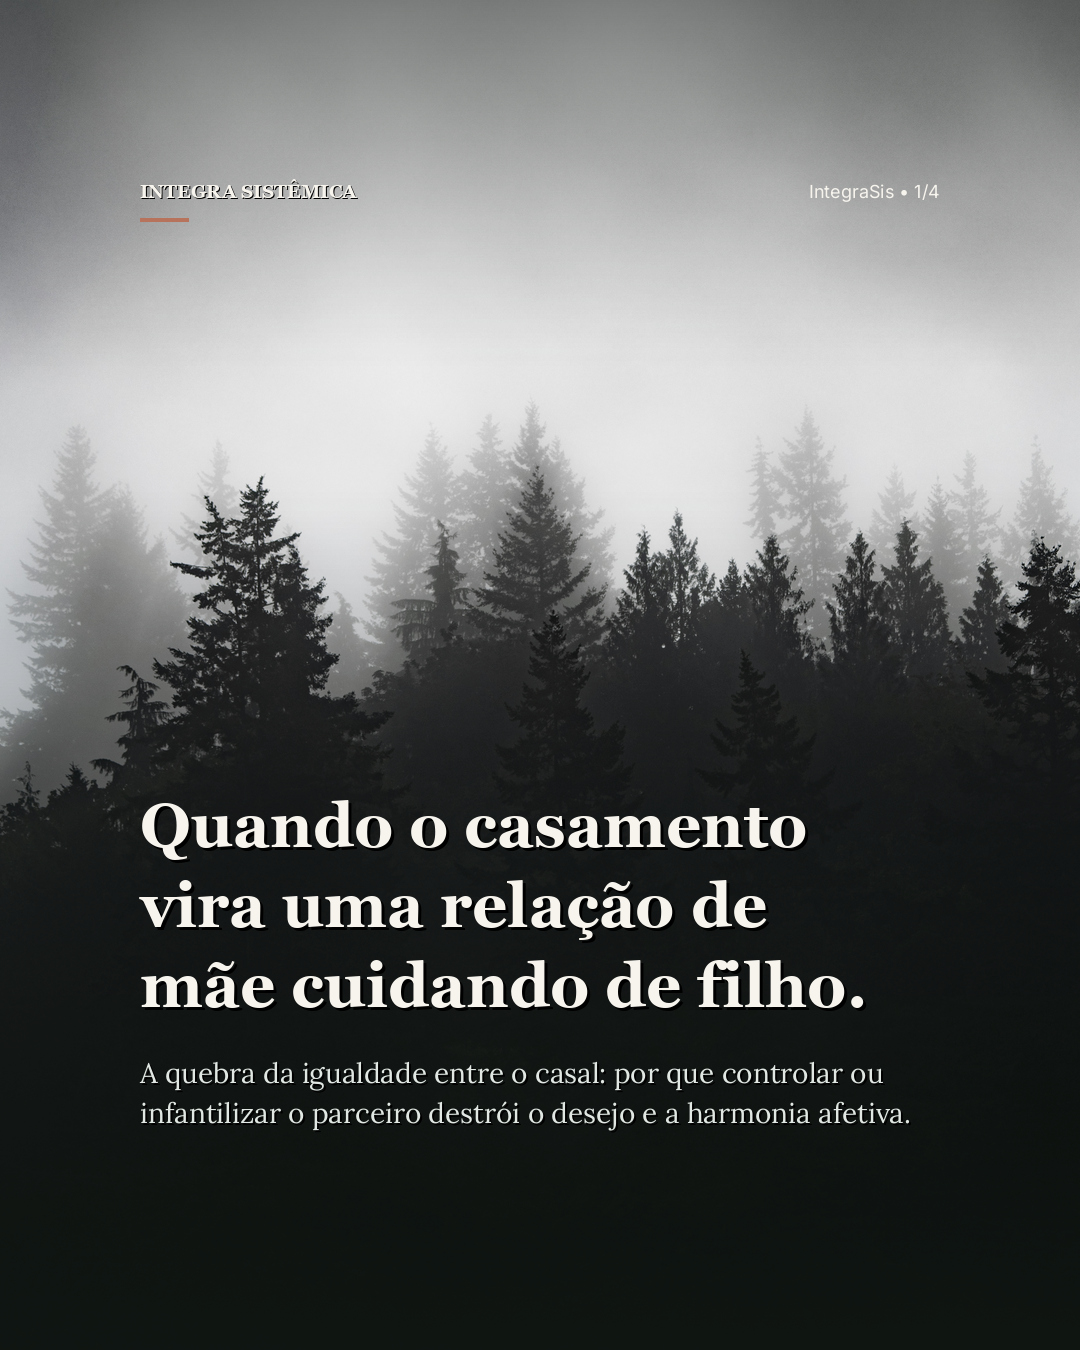 INTEGRA SISTÊMICA
IntegraSis • 1/4
Quando o casamento
vira uma relação de
mãe cuidando de filho.
A quebra da igualdade entre o casal: por que controlar ou
infantilizar o parceiro destrói o desejo e a harmonia afetiva.